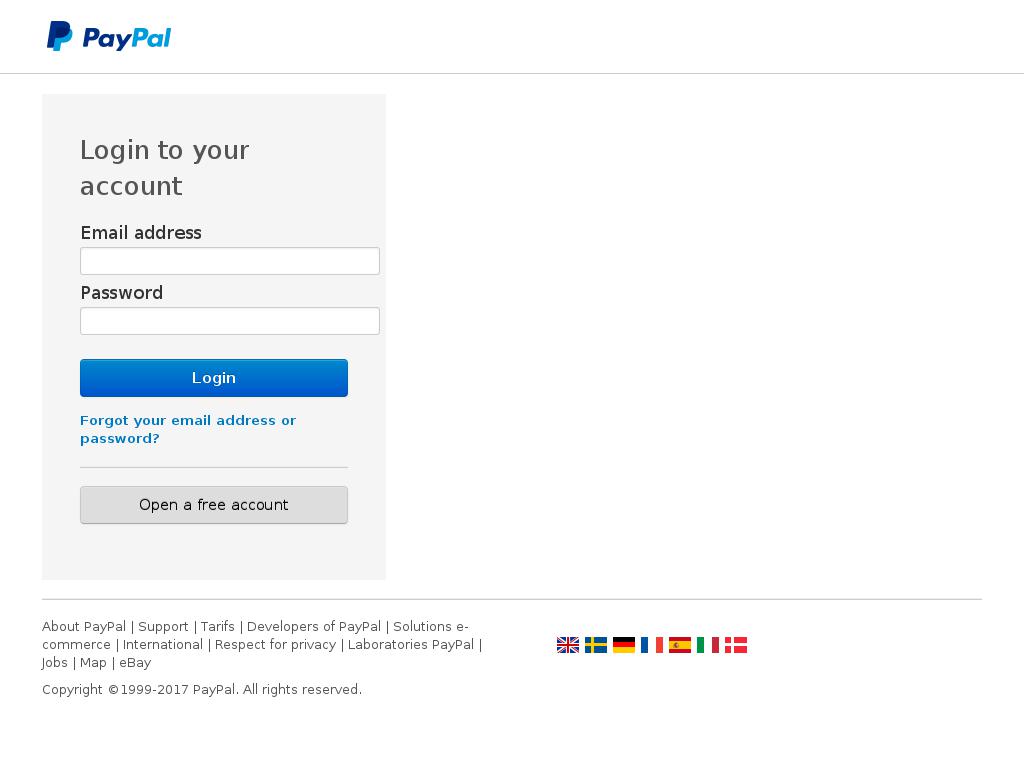 PayPal
Login to your
account
Email address
Password
Login
Forgot your email address or
password?
Open a free account
About PayPal | Support | Tarifs | Developers of PayPal | Solutions e-
commerce | International | Respect for privacy | Laboratories PayPal |
Jobs | Map | eBay
Copyright ©1999-2017 PayPal. All rights reserved.